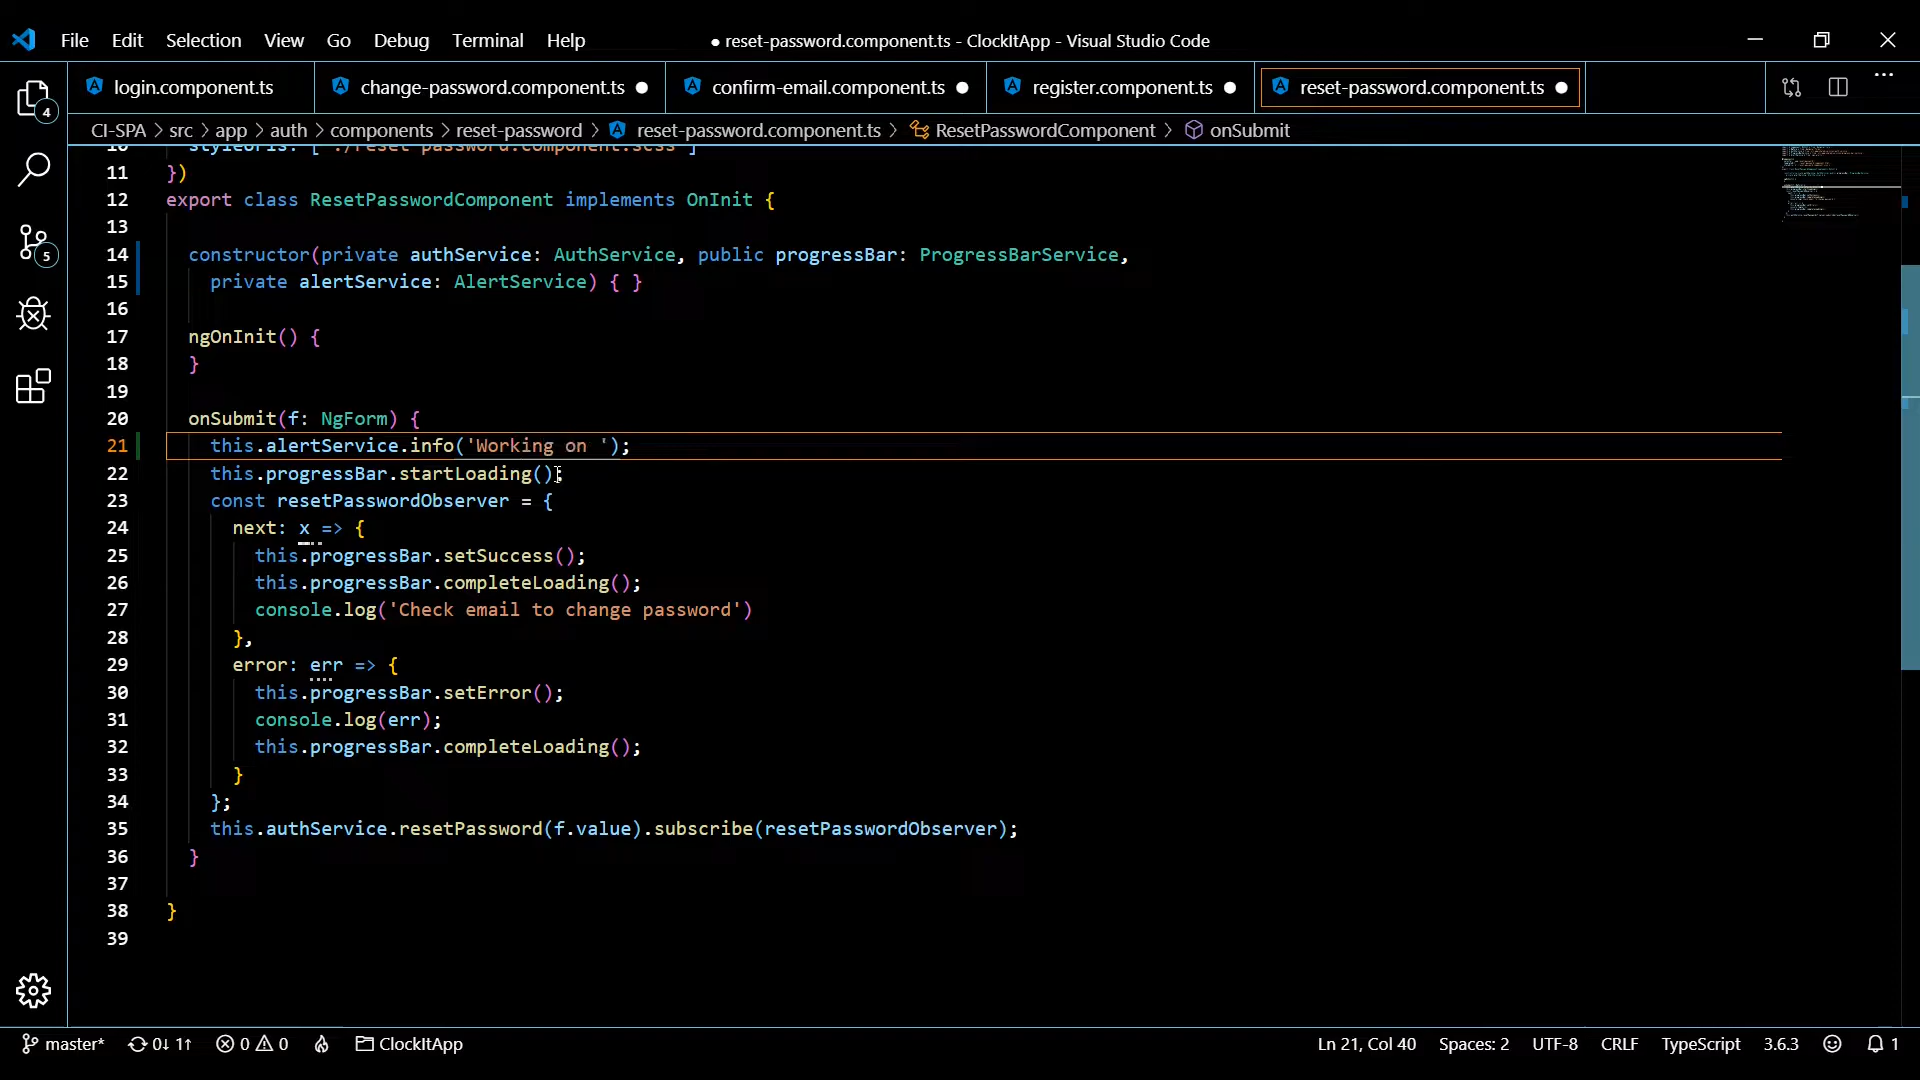 File Edit Selection View Go Debug Terminal Help ● reset-password.component.ts - ClockItApp - Visual Studio Code
login.component.ts change-password.component.ts ● confirm-email.component.ts ● register.component.ts ● reset-password.component.ts ●
4
CI-SPA > src > app > auth > components > reset-password > reset-password.component.ts > ResetPasswordComponent > onSubmit
10 styleUrls: ['./reset-password.component.scss']
11 })
12 export class ResetPasswordComponent implements OnInit {
13
14 constructor(private authService: AuthService, public progressBar: ProgressBarService,
5
15 private alertService: AlertService) { }
16
17 ngOnInit() {
18 }
19
20 onSubmit(f: NgForm) {
21 this.alertService.info('Working on ');
22 this.progressBar.startLoading();
23 const resetPasswordObserver = {
24 next: x => {
25 this.progressBar.setSuccess();
26 this.progressBar.completeLoading();
27 console.log('Check email to change password')
28 },
29 error: err => {
30 this.progressBar.setError();
31 console.log(err);
32 this.progressBar.completeLoading();
33 }
34 };
35 this.authService.resetPassword(f.value).subscribe(resetPasswordObserver);
36 }
37
38 }
39
master* 0↓ 1↑ 0 0 ClockItApp Ln 21, Col 40 Spaces: 2 UTF-8 CRLF TypeScript 3.6.3 1